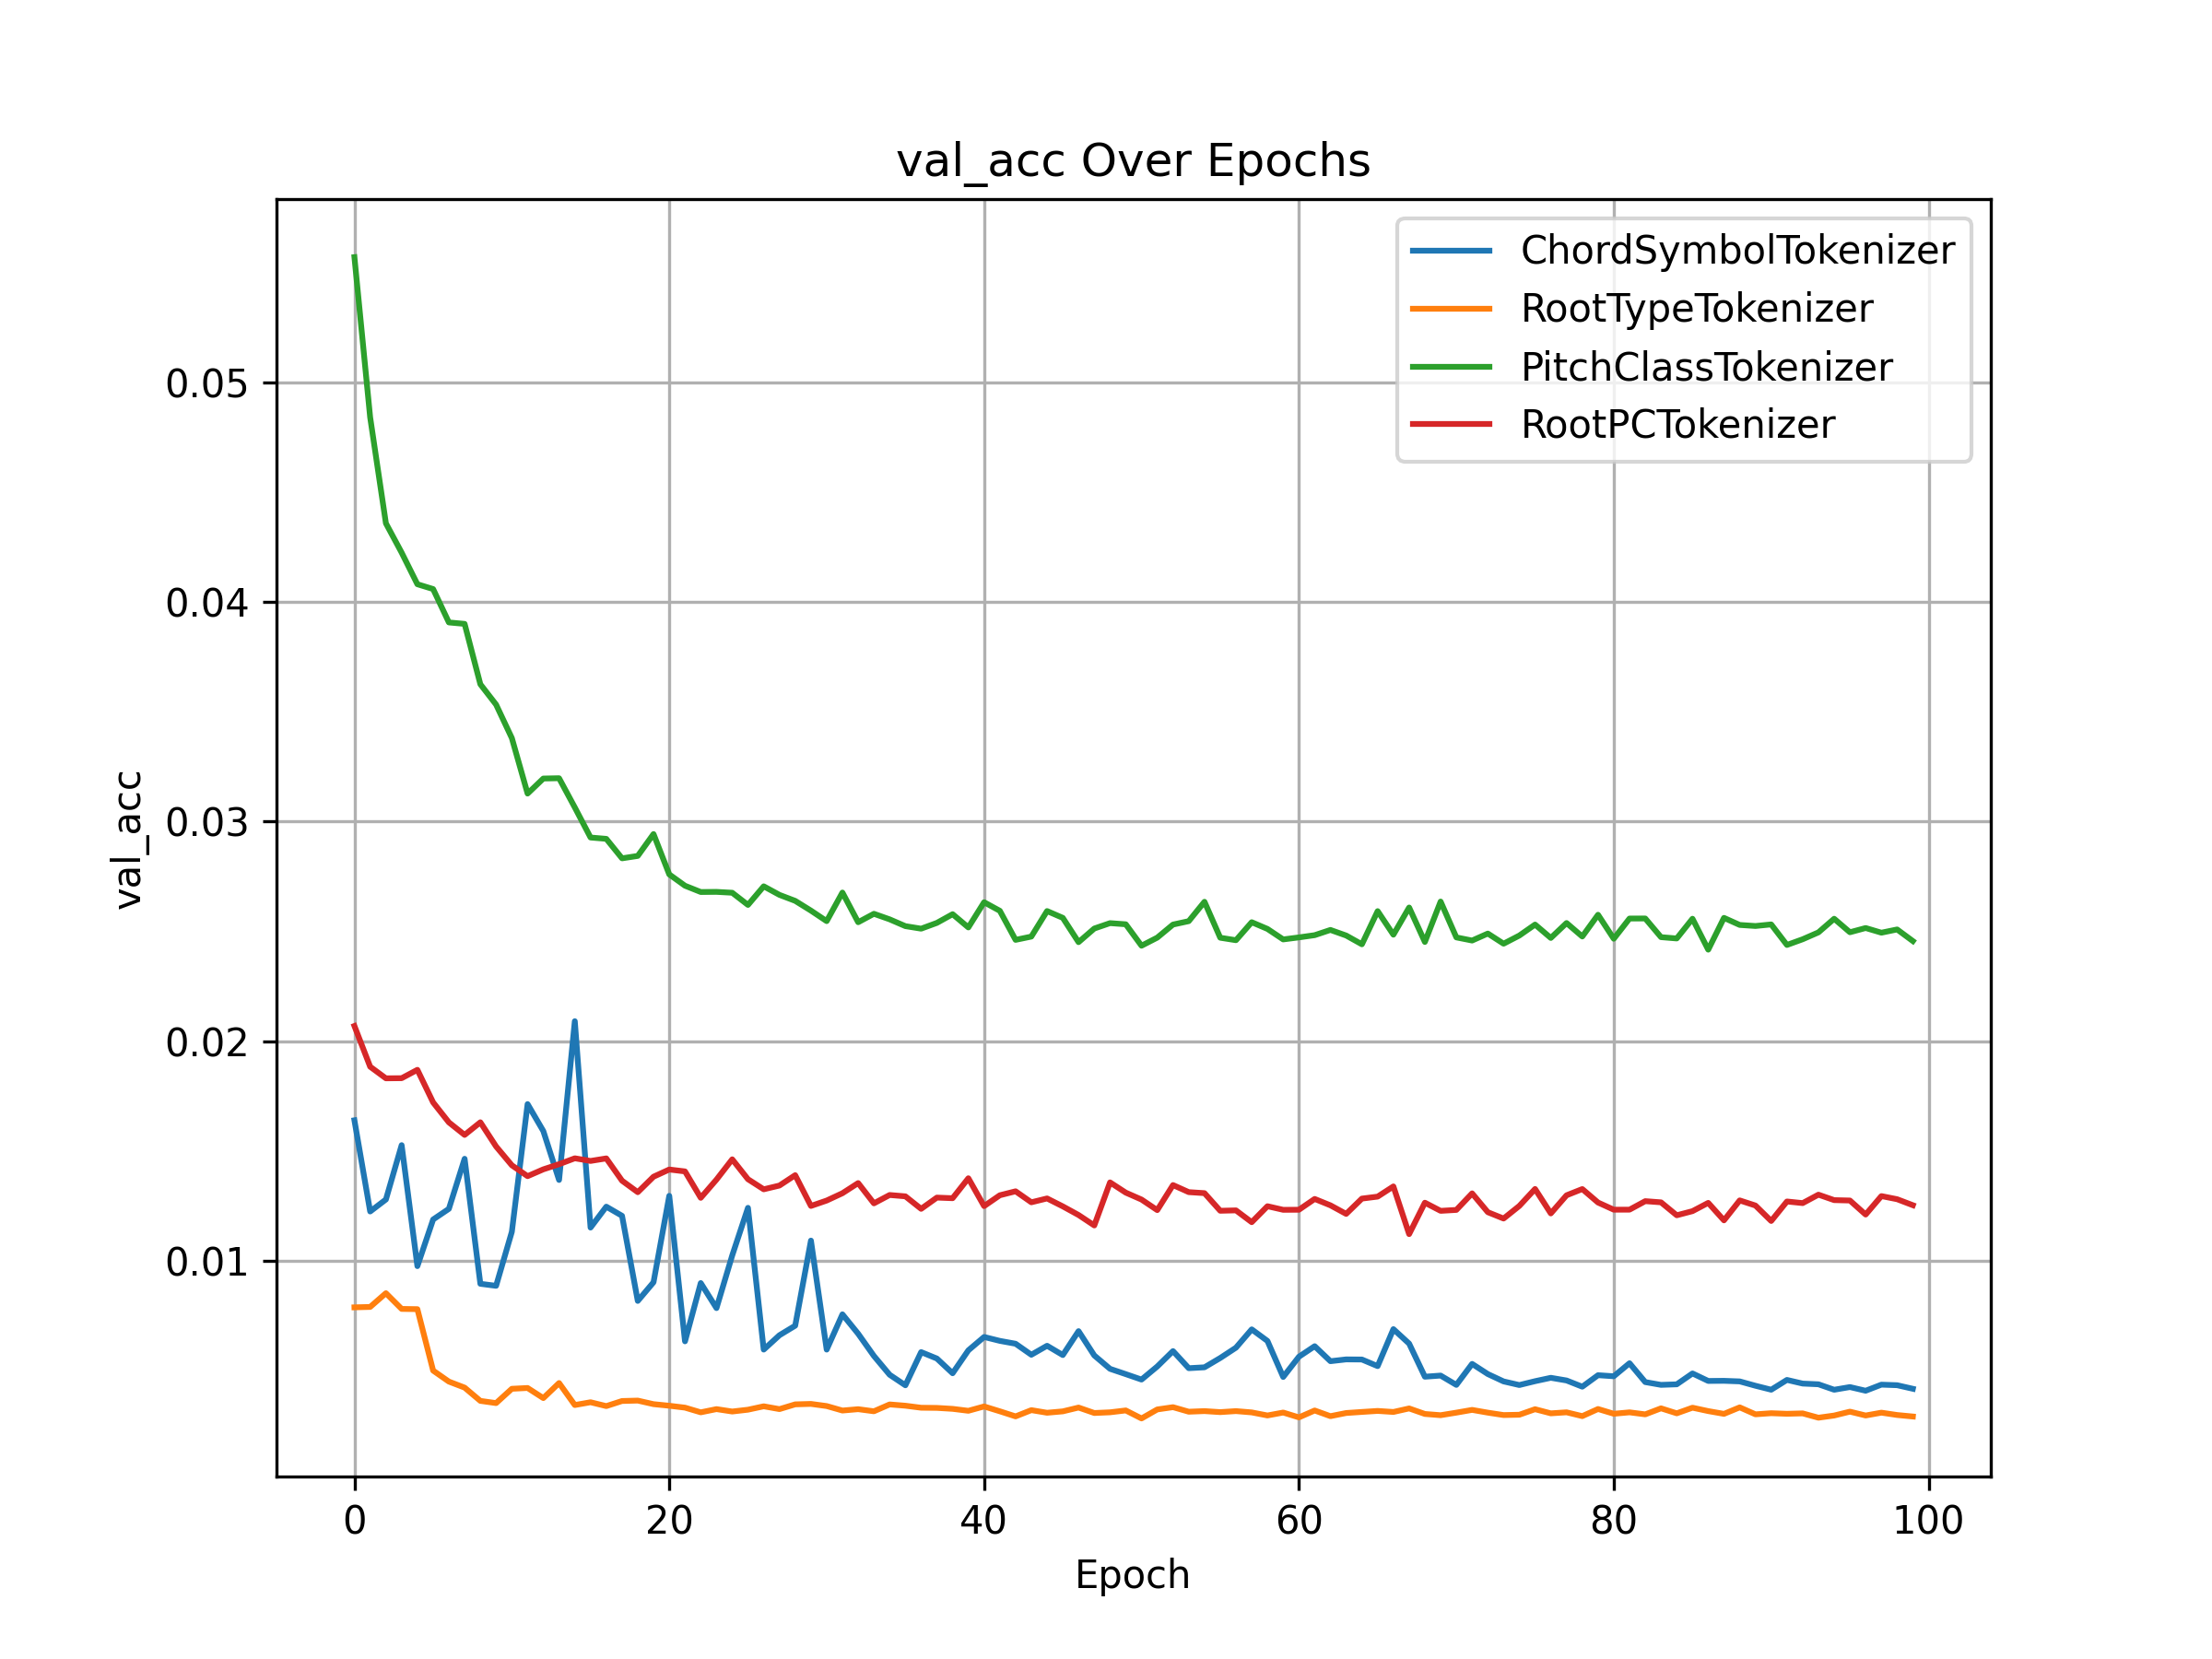 val_acc Over Epochs
ChordSymbolTokenizer
RootTypeTokenizer
PitchClassTokenizer
RootPCTokenizer
0.05
0.04
0.03
0.02
0.01
val_acc
0 20 40 60 80 100
Epoch